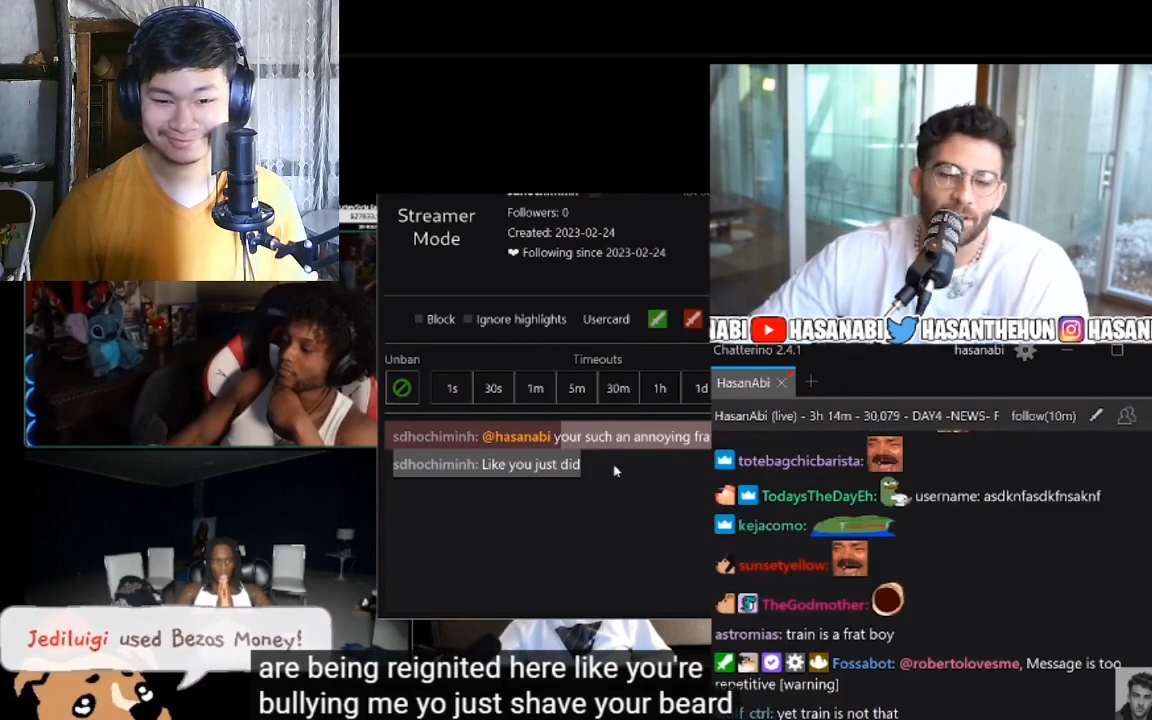 Streamer
Mode
Followers: 0
Created: 2023-02-24
❤ Following since 2023-02-24
Block
Ignore highlights
Usercard
Unban
Timeouts
1s
30s
1m
5m
30m
1h
1d
sdhochiminh: @hasanabi your such an annoying fra
sdhochiminh: Like you just did
NABI HASANABI HASANTHEHUN HASAN
Chatterino 2.4.1
hasanabi
HasanAbi
HasanAbi (live) - 3h 14m - 30,079 - DAY4 -NEWS- F
follow(10m)
totebagchicbarista:
TodaysTheDayEh: username: asdknfasdkfnsaknf
kejacomo:
sunsetyellow:
TheGodmother:
astromias: train is a frat boy
Fossabot: @robertolovesme, Message is too
repetitive [warning]
ctrl: yet train is not that
Jediluigi used Bezos Money!
are being reignited here like you're
bullying me yo just shave your beard